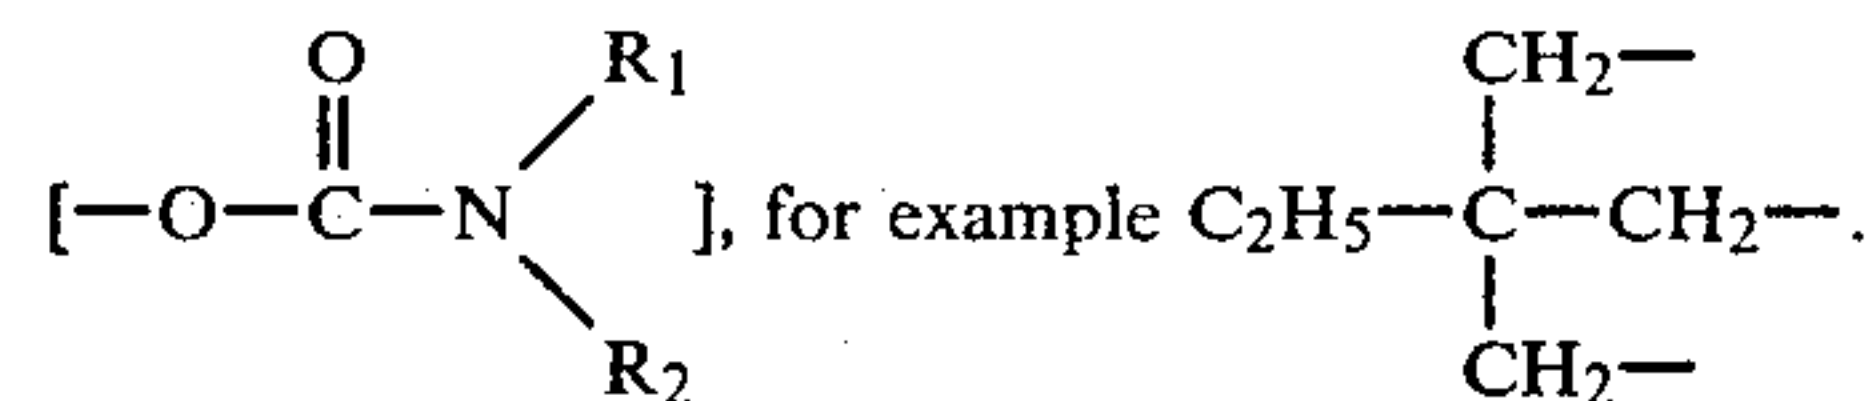 O R₁ CH₂—
[—O—C—N ], for example C₂H₅—C—CH₂—.
R₂ CH₂—